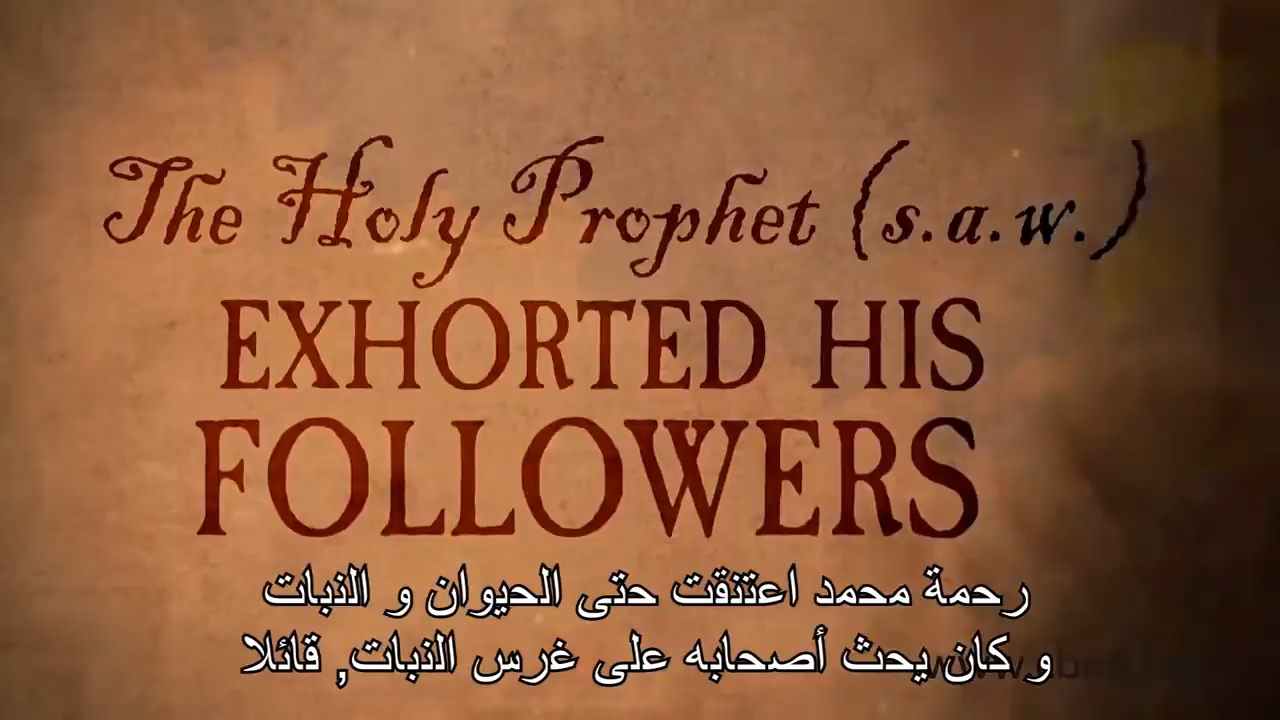 The Holy Prophet (s.a.w.)
EXHORTED HIS
FOLLOWERS
رحمة محمد اعتنقت حتى الحيوان و النبات
و كان يحث أصحابه على غرس النبات, قائلا